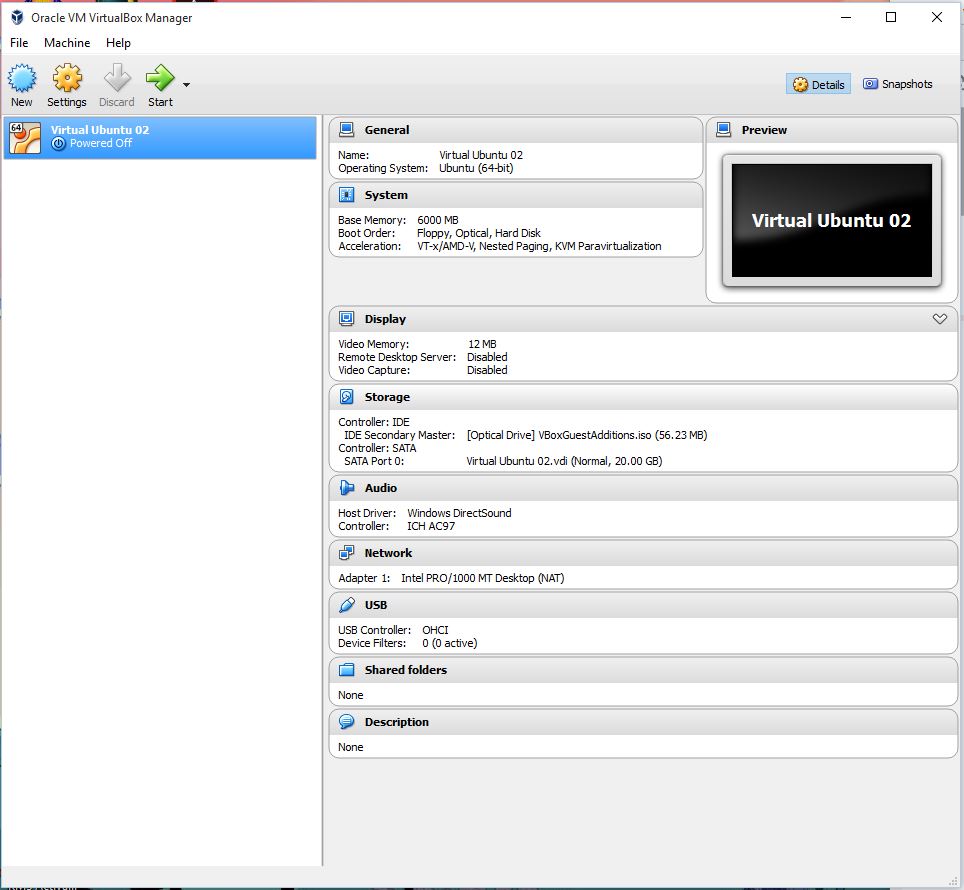 Oracle VM VirtualBox Manager
File Machine Help
New Settings Discard Start
Details Snapshots
64
Virtual Ubuntu 02
Powered Off
General
Name: Virtual Ubuntu 02
Operating System: Ubuntu (64-bit)
System
Base Memory: 6000 MB
Boot Order: Floppy, Optical, Hard Disk
Acceleration: VT-x/AMD-V, Nested Paging, KVM Paravirtualization
Preview
Virtual Ubuntu 02
Display
Video Memory: 12 MB
Remote Desktop Server: Disabled
Video Capture: Disabled
Storage
Controller: IDE
IDE Secondary Master: [Optical Drive] VBoxGuestAdditions.iso (56.23 MB)
Controller: SATA
SATA Port 0: Virtual Ubuntu 02.vdi (Normal, 20.00 GB)
Audio
Host Driver: Windows DirectSound
Controller: ICH AC97
Network
Adapter 1: Intel PRO/1000 MT Desktop (NAT)
USB
USB Controller: OHCI
Device Filters: 0 (0 active)
Shared folders
None
Description
None